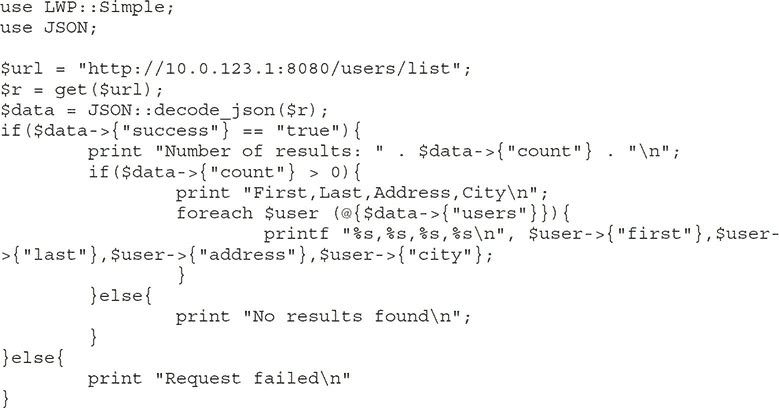 use LWP::Simple;
use JSON;

$url = "http://10.0.123.1:8080/users/list";
$r = get($url);
$data = JSON::decode_json($r);
if($data->{"success"} == "true"){
        print "Number of results: " . $data->{"count"} . "\n";
        if($data->{"count"} > 0){
                print "First,Last,Address,City\n";
                foreach $user (@{$data->{"users"}}){
                        printf "%s,%s,%s,%s\n", $user->{"first"},$user-
>{"last"},$user->{"address"},$user->{"city"};
                }
        }else{
                print "No results found\n";
        }
}else{
        print "Request failed\n"
}